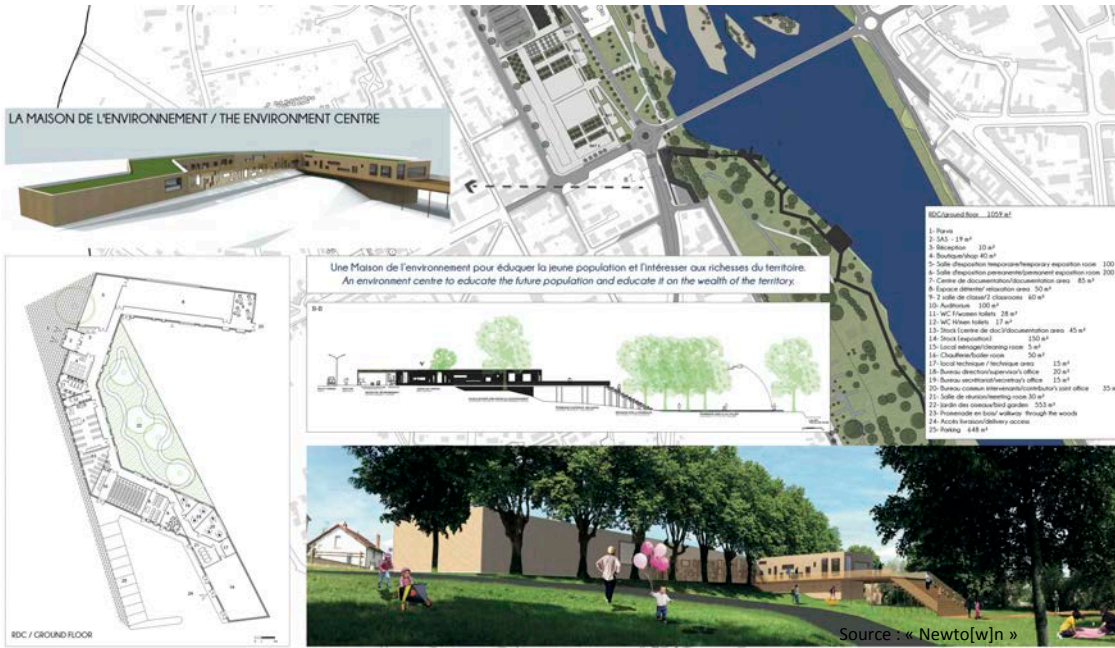 LA MAISON DE L'ENVIRONNEMENT / THE ENVIRONMENT CENTRE
Une Maison de l'environnement pour éduquer la jeune population et l'intéresser aux richesses du territoire.
An environment centre to educate the future population and educate it on the wealth of the territory.
B-B
RDC/ground floor 1059 m²
1- Parvis
2- SAS - 19 m²
3- Réception 10 m²
4- Boutique/shop 40 m²
5- Salle d'exposition temporaire/temporary exposition room 100
6- Salle d'exposition permanente/permanent exposition room 200
7- Centre de documentation/documentation area 85 m²
8- Espace détente/ relaxation area 50 m²
9- 2 salle de classe/2 classrooms 60 m²
10- Auditorium 100 m²
11- WC F/women toilets 28 m²
12- WC H/men toilets 17 m²
13- Stock (centre de doc)/documentation area 45 m²
14- Stock (exposition) 150 m²
15- Local ménage/cleaning room 5 m²
16- Chaufferie/boiler room 50 m²
17- local technique / technique area 15 m²
18- Bureau direction/supervisor's office 20 m²
19- Bureau secrétariat/secretary's office 15 m²
20- Bureau commun intervenants/contributor's joint office 35 m
21- Salle de réunion/meeting room 30 m²
22- Jardin des oiseaux/bird garden 553 m²
23- Promenade en bois/ walkway through the woods
24- Accès livraison/delivery access
25- Parking 648 m²
RDC / GROUND FLOOR
Source : « Newto[w]n »